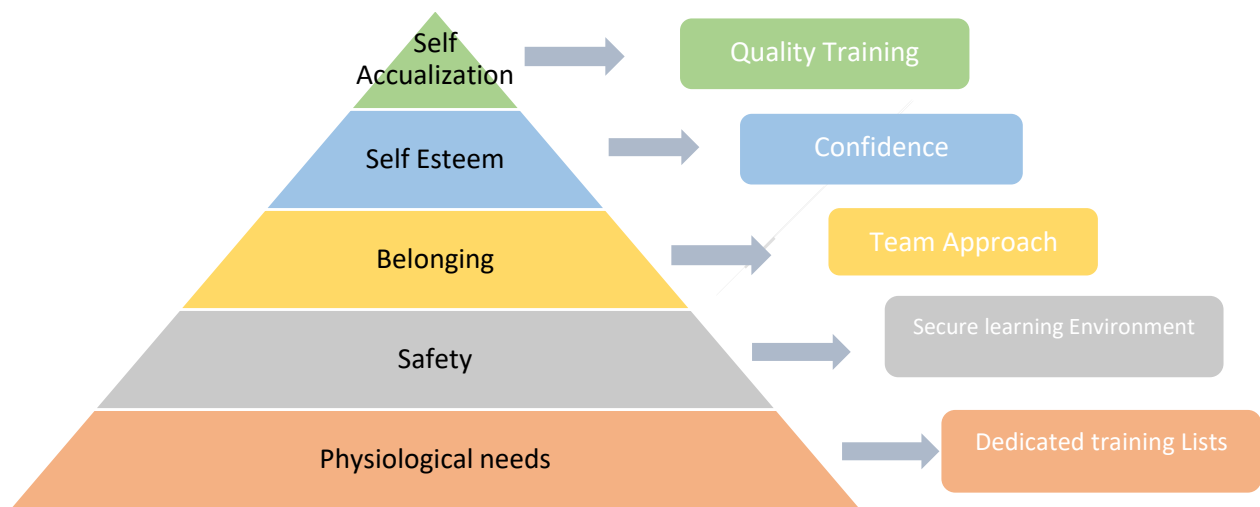 Self
Accualization
Quality Training
Self Esteem
Confidence
Belonging
Team Approach
Safety
Secure learning Environment
Physiological needs
Dedicated training Lists